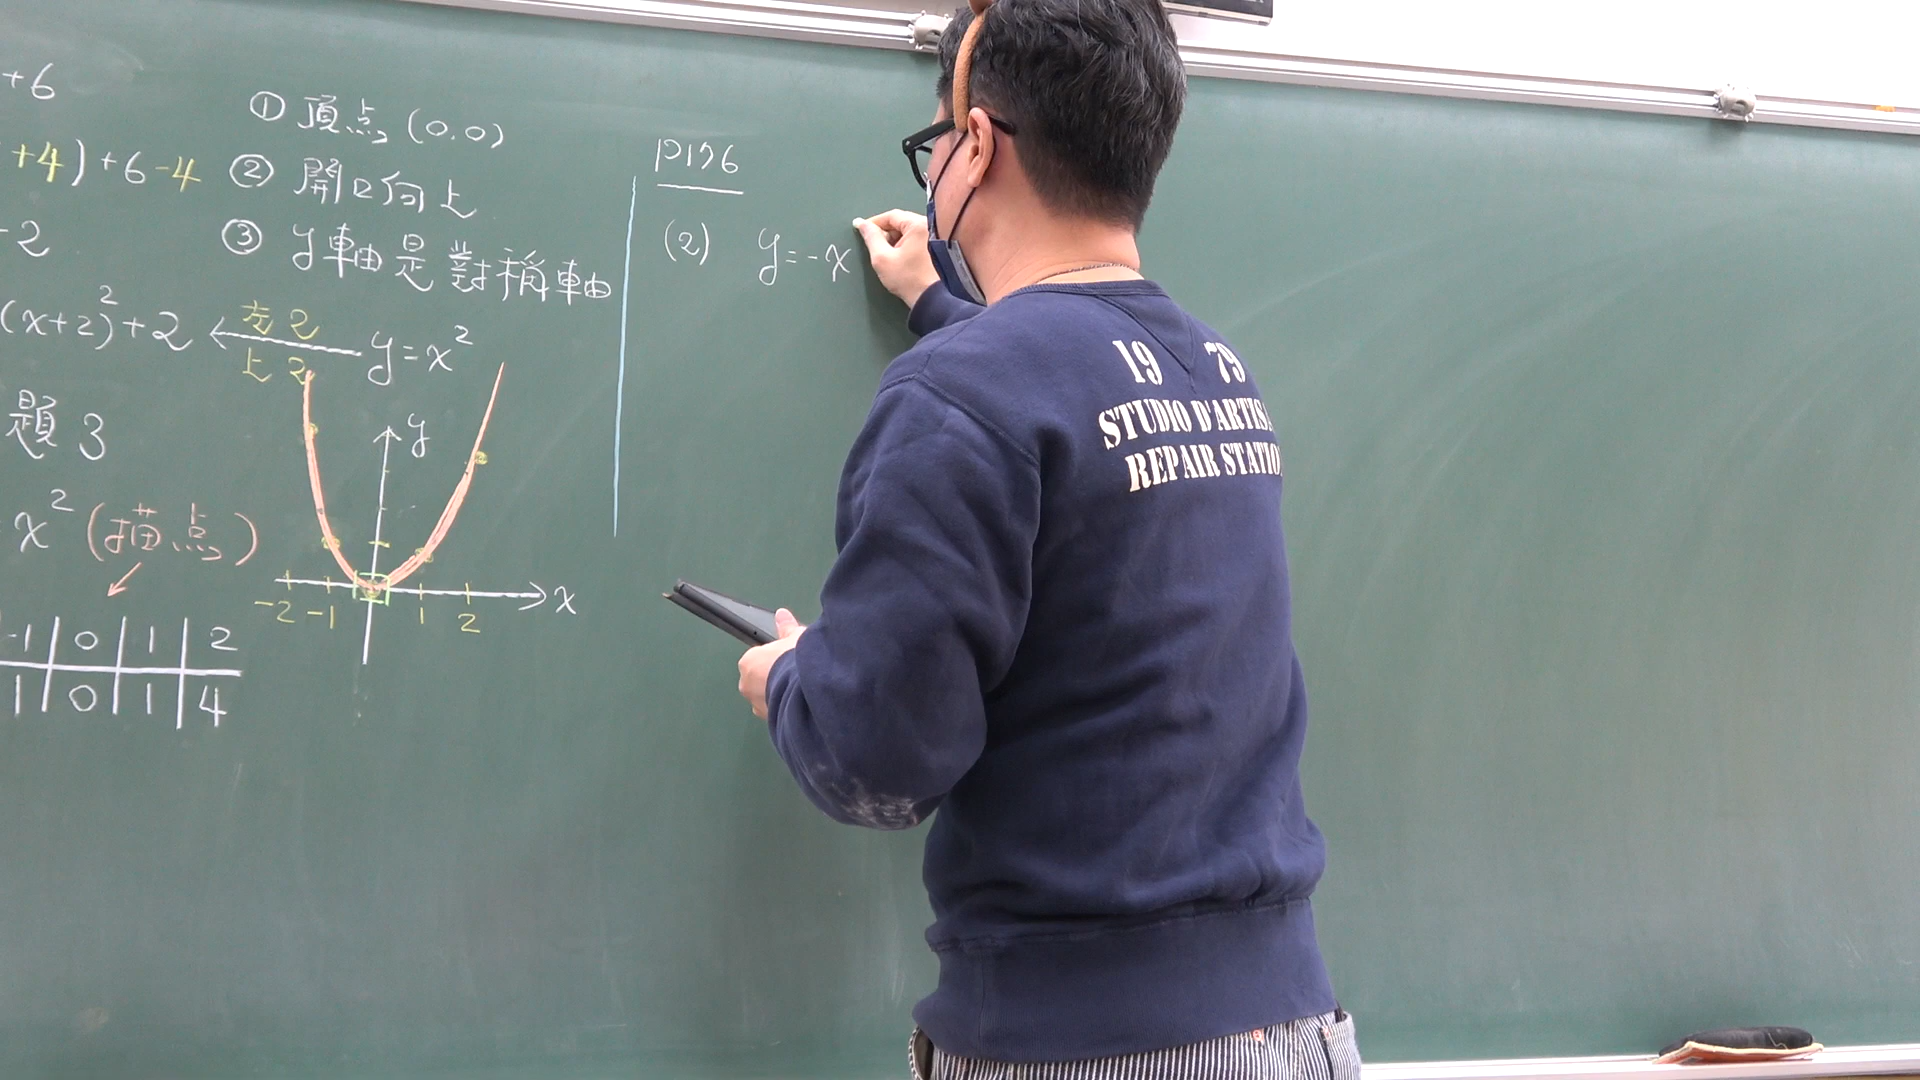 +6
+4)+6-4
-2
(x+2)²+2 ← 左2 上2 y=x²
題3
x²(描点)
-1 0 1 2
1 0 1 4
① 頂点(0,0)
② 開口向上
③ y軸是對稱軸
y
x
-2 -1 1 2
P176
(2) y=-x
19 79
STUDIO D'ARTIS
REPAIR STATIO